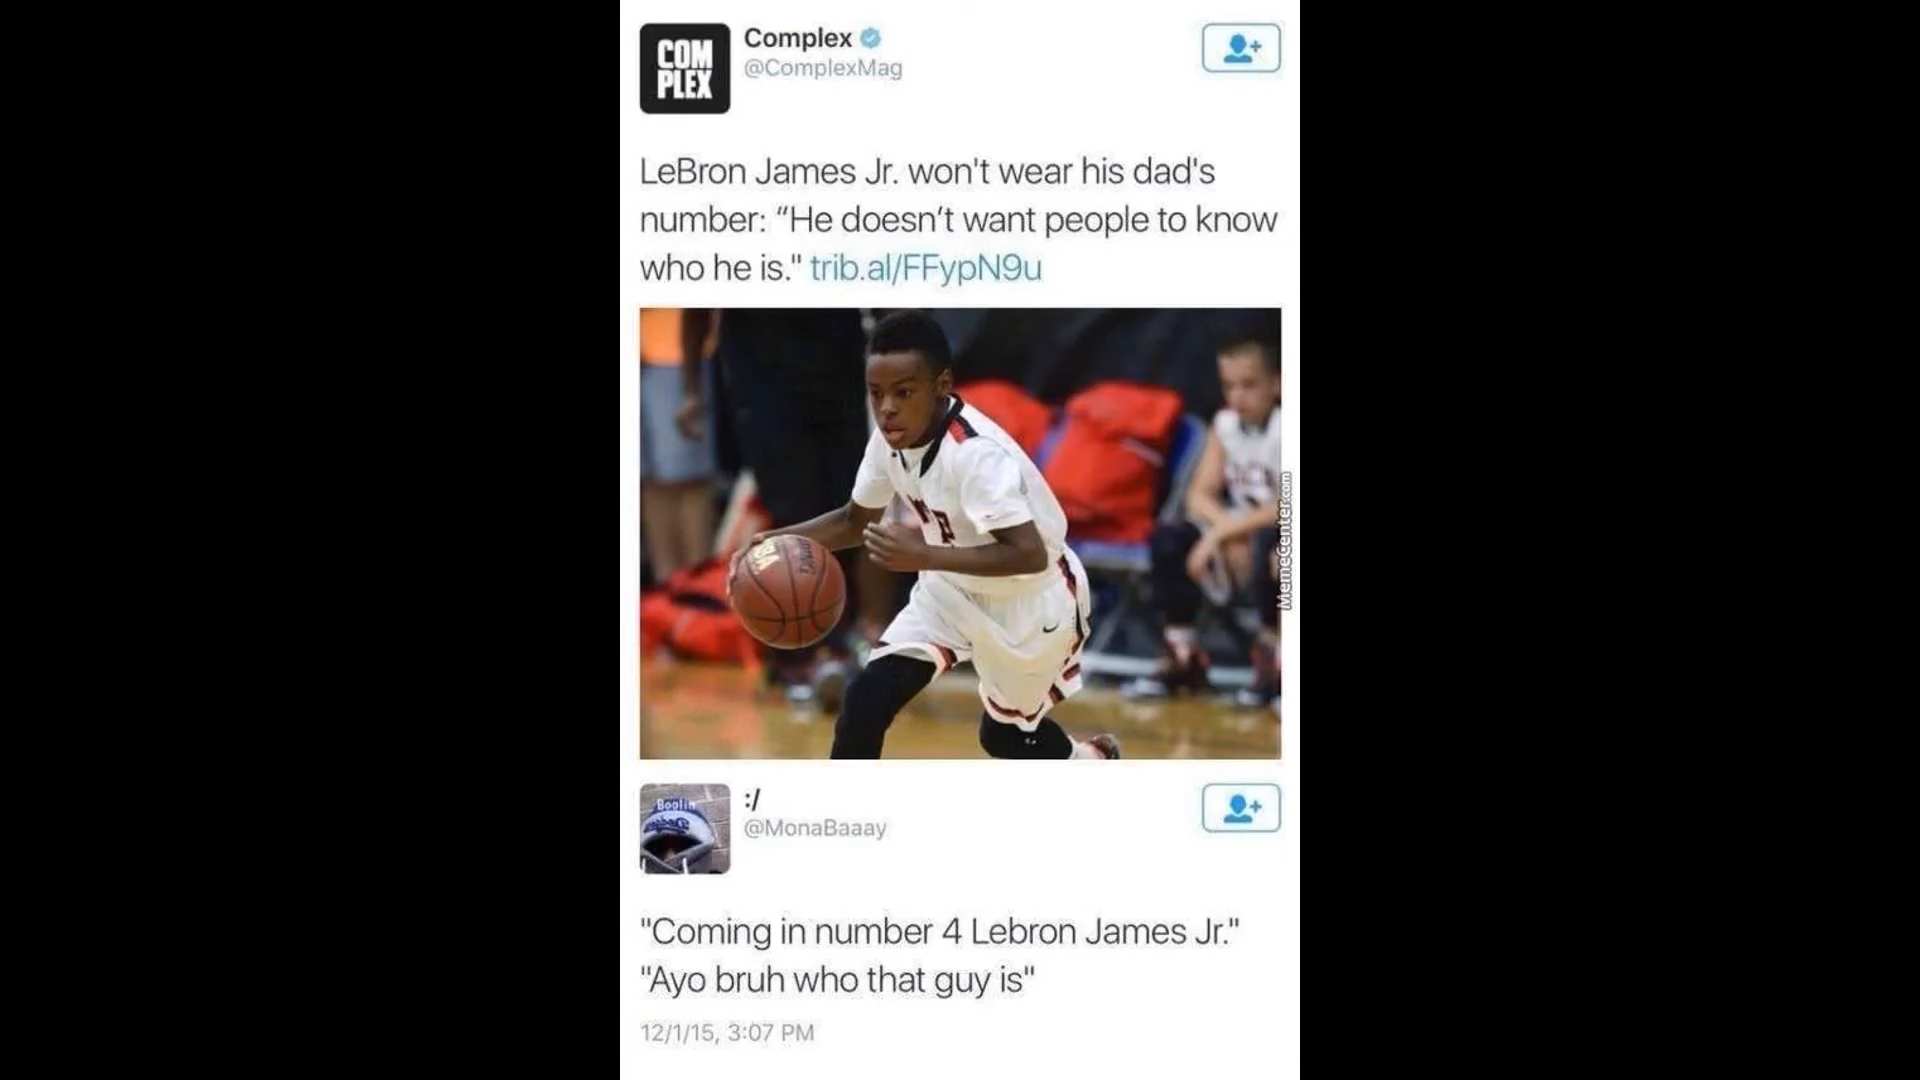 COM
PLEX
Complex
@ComplexMag
LeBron James Jr. won't wear his dad's
number: “He doesn’t want people to know
who he is." trib.al/FFypN9u
MemeCenter.com
Boolin
:/
@MonaBaaay
"Coming in number 4 Lebron James Jr."
"Ayo bruh who that guy is"
12/1/15, 3:07 PM